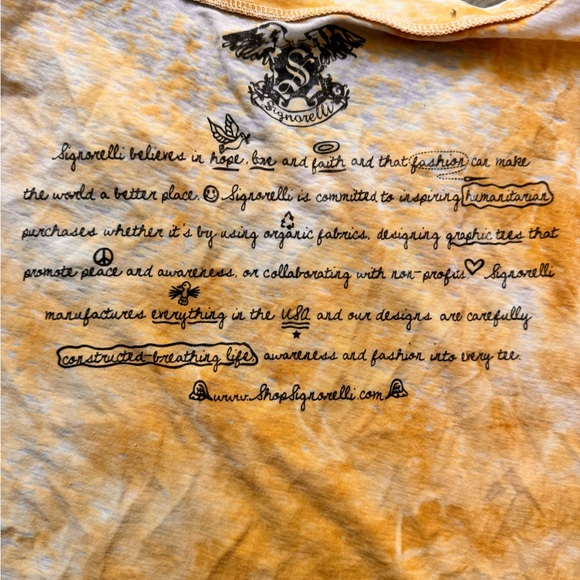 S
Signorelli
Signorelli believes in hope, love and faith and that fashion can make
the world a better place. Signorelli is committed to inspiring humanitarian
purchases whether it's by using organic fabrics, designing graphic tees that
promote peace and awareness, or collaborating with non-profits Signorelli
manufactures everything in the USA and our designs are carefully
constructed-breathing life, awareness and fashion into every tee.
www.ShopSignorelli.com